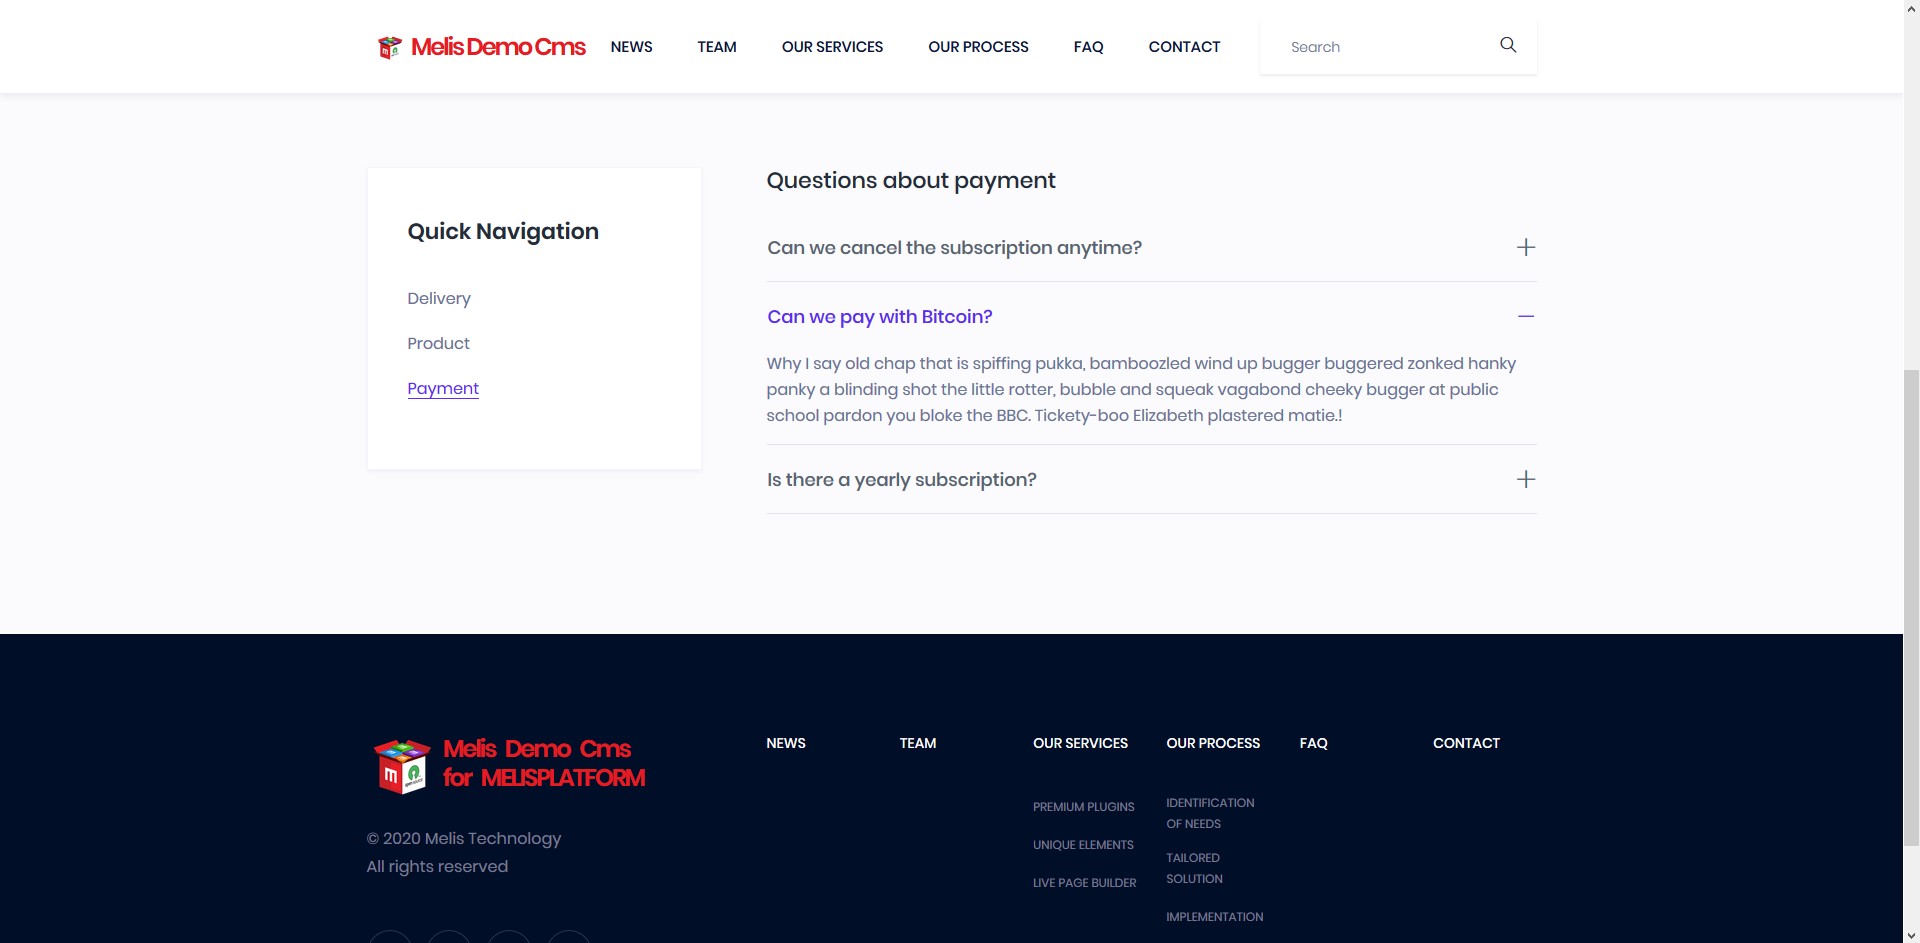 Melis Demo Cms
NEWS
TEAM
OUR SERVICES
OUR PROCESS
FAQ
CONTACT
Search
Quick Navigation
Delivery
Product
Payment
Questions about payment
Can we cancel the subscription anytime?
Can we pay with Bitcoin?
Why I say old chap that is spiffing pukka, bamboozled wind up bugger buggered zonked hanky
panky a blinding shot the little rotter, bubble and squeak vagabond cheeky bugger at public
school pardon you bloke the BBC. Tickety-boo Elizabeth plastered matie.!
Is there a yearly subscription?
Melis Demo Cms
for MELISPLATFORM
© 2020 Melis Technology
All rights reserved
NEWS
TEAM
OUR SERVICES
PREMIUM PLUGINS
UNIQUE ELEMENTS
LIVE PAGE BUILDER
OUR PROCESS
IDENTIFICATION
OF NEEDS
TAILORED
SOLUTION
IMPLEMENTATION
FAQ
CONTACT